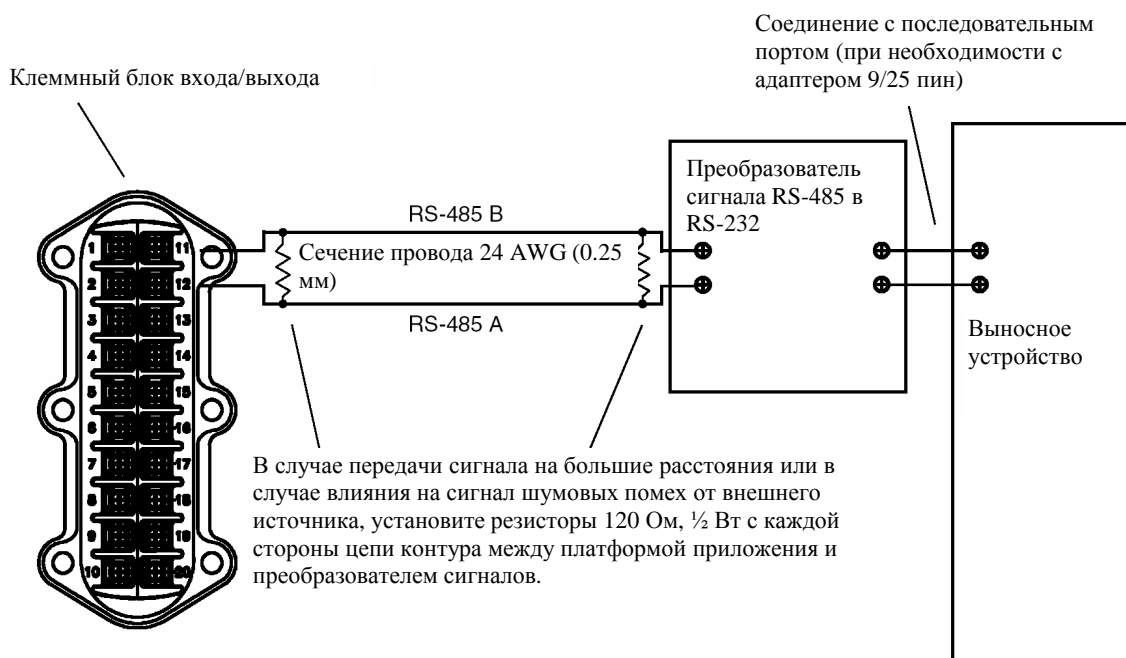 Соединение с последовательным
портом (при необходимости с
адаптером 9/25 пин)
Клеммный блок входа/выхода
Преобразователь
сигнала RS-485 в
RS-232
RS-485 B
Сечение провода 24 AWG (0.25
мм)
RS-485 A
Выносное
устройство
1 11
2 12
3 13
4 14
5 15
6 16
7 17
8 18
9 19
10 20
В случае передачи сигнала на большие расстояния или в
случае влияния на сигнал шумовых помех от внешнего
источника, установите резисторы 120 Ом, ½ Вт с каждой
стороны цепи контура между платформой приложения и
преобразователем сигналов.